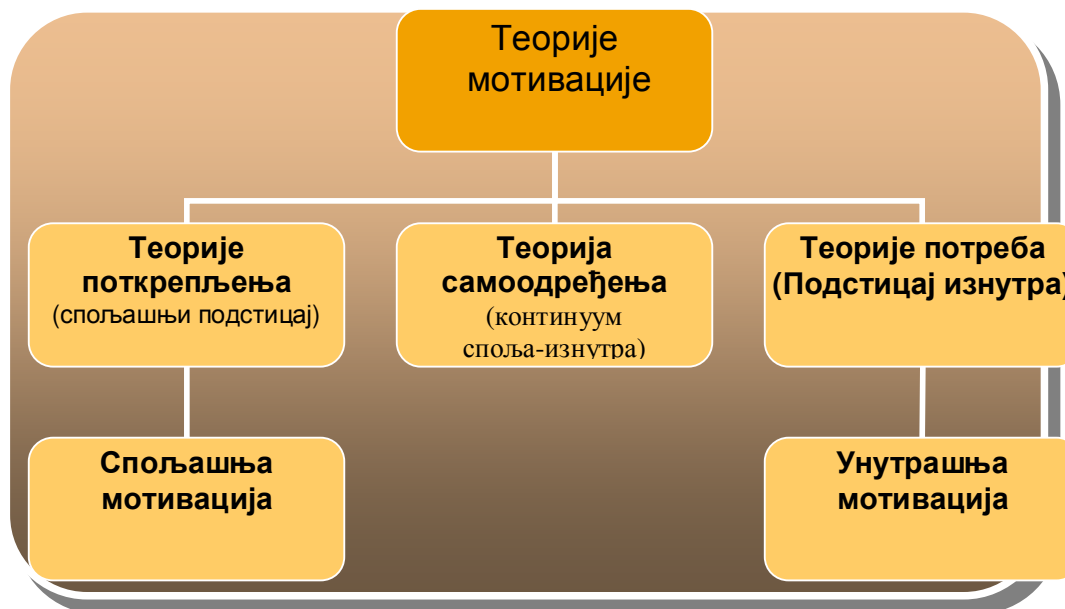 Теорије
мотивације
Теорије
поткрепљења
(спољашњи подстицај)
Теорија
самоодређења
(континуум
споља-изнутра)
Теорије потреба
(Подстицај изнутра)
Спољашња
мотивација
Унутрашња
мотивација